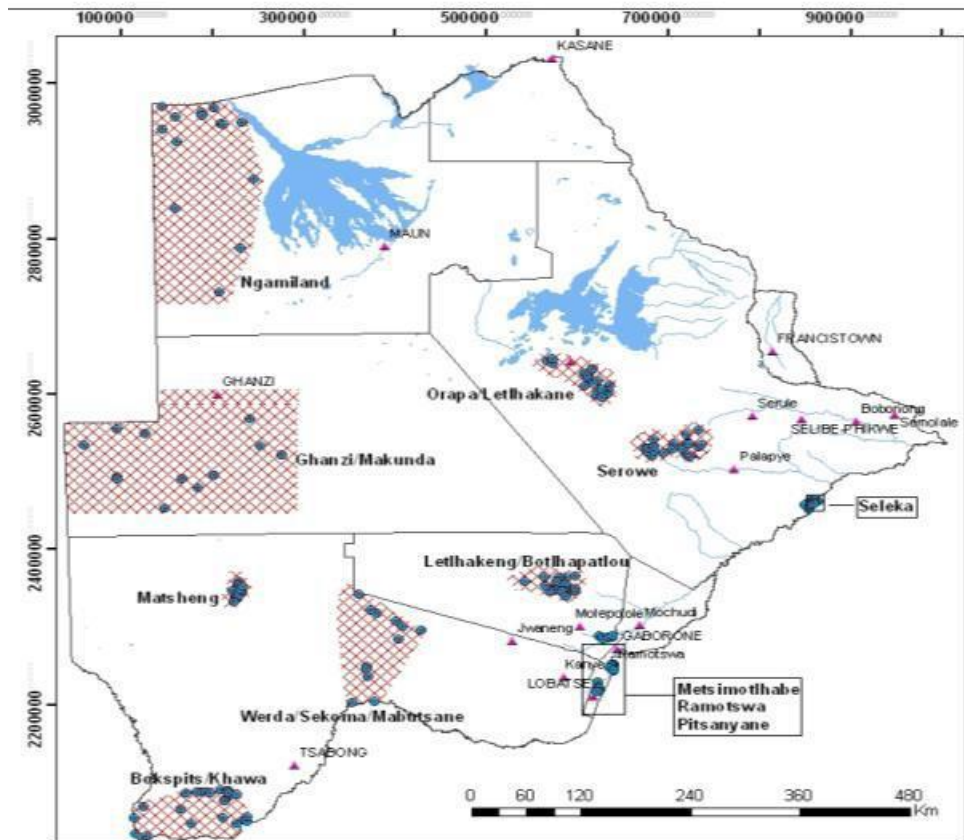 100000 300000 500000 700000 900000
KASANE
3000000
MAUN
2800000
Ngamiland
FRANCISTOWN
GHANZI
Orapa/Letlhakane
2600000
Serule
Bobonong
SELIBE-PHIKWE
Semolale
Ghanzi/Makunda
Serowe
Palapye
Seleka
2400000
Letlhakeng/Botlhapatlou
Matsheng
Molepolole
Mochudi
Jwaneng
GABORONE
Ramotswa
Kanye
LOBATSE
Metsimotlhabe
Ramotswa
Pitsanyane
2200000
Werda/Sekoma/Mabutsane
TSABONG
Bokspits/Khawa
0 60 120 240 360 480
Km